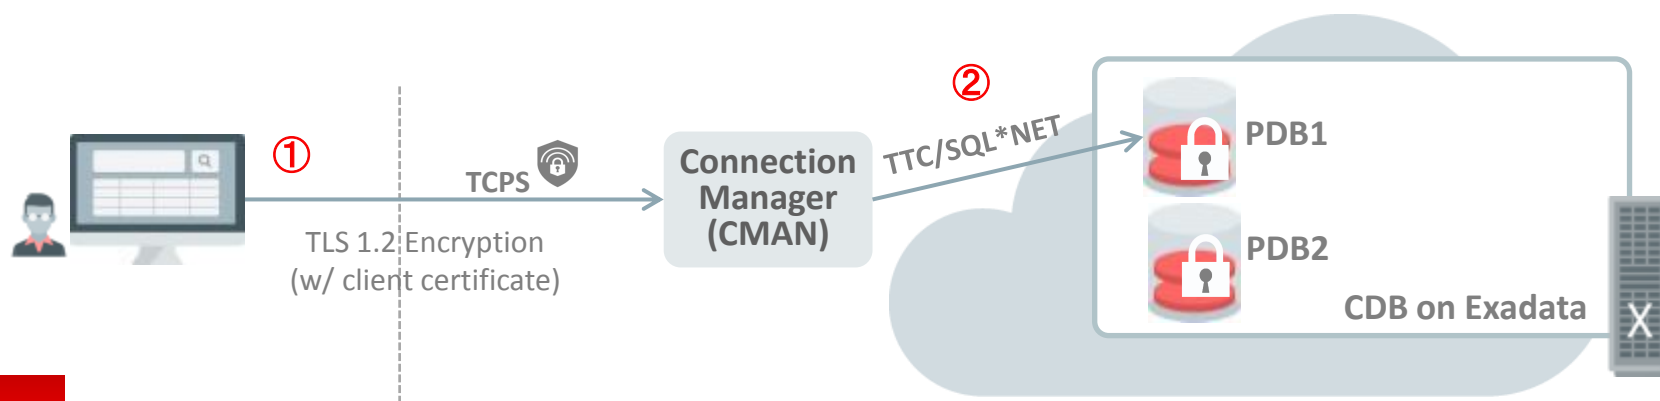 ①
TCPS
TLS 1.2 Encryption
(w/ client certificate)
Connection
Manager
(CMAN)
②
TTC/SQL*NET
PDB1
PDB2
CDB on Exadata
X